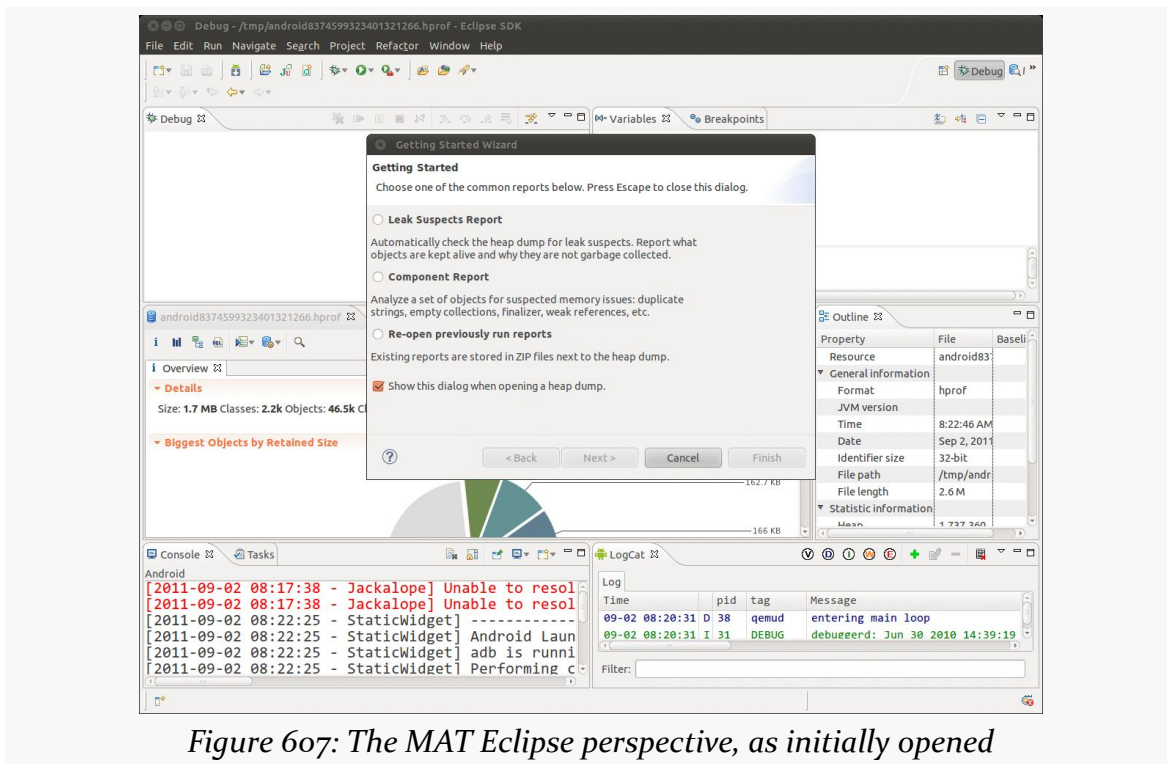 Debug - /tmp/android8374599323401321266.hprof - Eclipse SDK
File Edit Run Navigate Search Project Refactor Window Help
Debug
Debug
Variables
Breakpoints
Getting Started Wizard
Getting Started
Choose one of the common reports below. Press Escape to close this dialog.
Leak Suspects Report
Automatically check the heap dump for leak suspects. Report what
objects are kept alive and why they are not garbage collected.
Component Report
Analyze a set of objects for suspected memory issues: duplicate
strings, empty collections, finalizer, weak references, etc.
Re-open previously run reports
Existing reports are stored in ZIP files next to the heap dump.
Show this dialog when opening a heap dump.
< Back Next > Cancel Finish
android8374599323401321266.hprof
i Overview
Details
Size: 1.7 MB Classes: 2.2k Objects: 46.5k Cl
Biggest Objects by Retained Size
162.7 KB
166 KB
Outline
Property File Baseli
Resource android83
General information
Format hprof
JVM version
Time 8:22:46 AM
Date Sep 2, 2011
Identifier size 32-bit
File path /tmp/andr
File length 2.6 M
Statistic information
Heap 1,737,360
Console Tasks
Android
[2011-09-02 08:17:38 - Jackalope] Unable to resol
[2011-09-02 08:17:38 - Jackalope] Unable to resol
[2011-09-02 08:22:25 - StaticWidget] ------------
[2011-09-02 08:22:25 - StaticWidget] Android Laun
[2011-09-02 08:22:25 - StaticWidget] adb is runni
[2011-09-02 08:22:25 - StaticWidget] Performing c
LogCat
Log
Time pid tag Message
09-02 08:20:31 D 38 qemud entering main loop
09-02 08:20:31 I 31 DEBUG debuggerd: Jun 30 2010 14:39:19
Filter:
Figure 607: The MAT Eclipse perspective, as initially opened